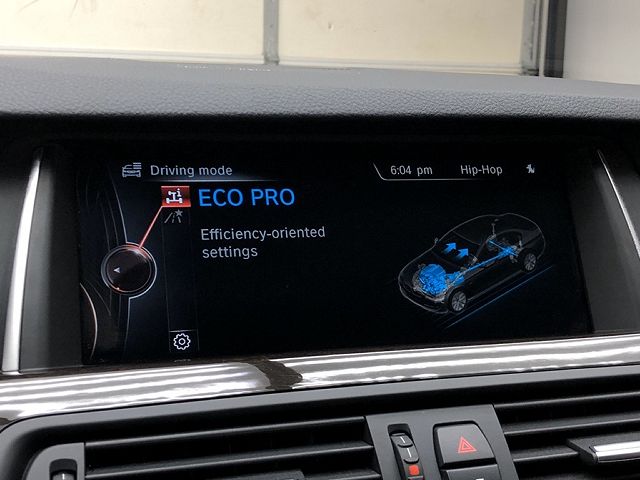 Driving mode
6:04 pm Hip-Hop
ECO PRO
Efficiency-oriented
settings